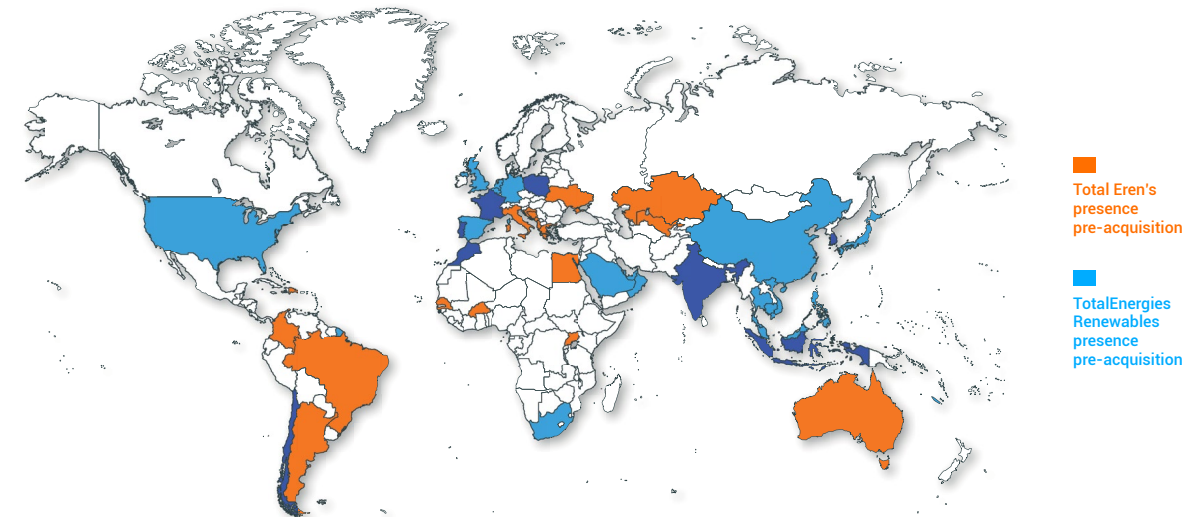 Total Eren's
presence
pre-acquisition
TotalEnergies
Renewables
presence
pre-acquisition